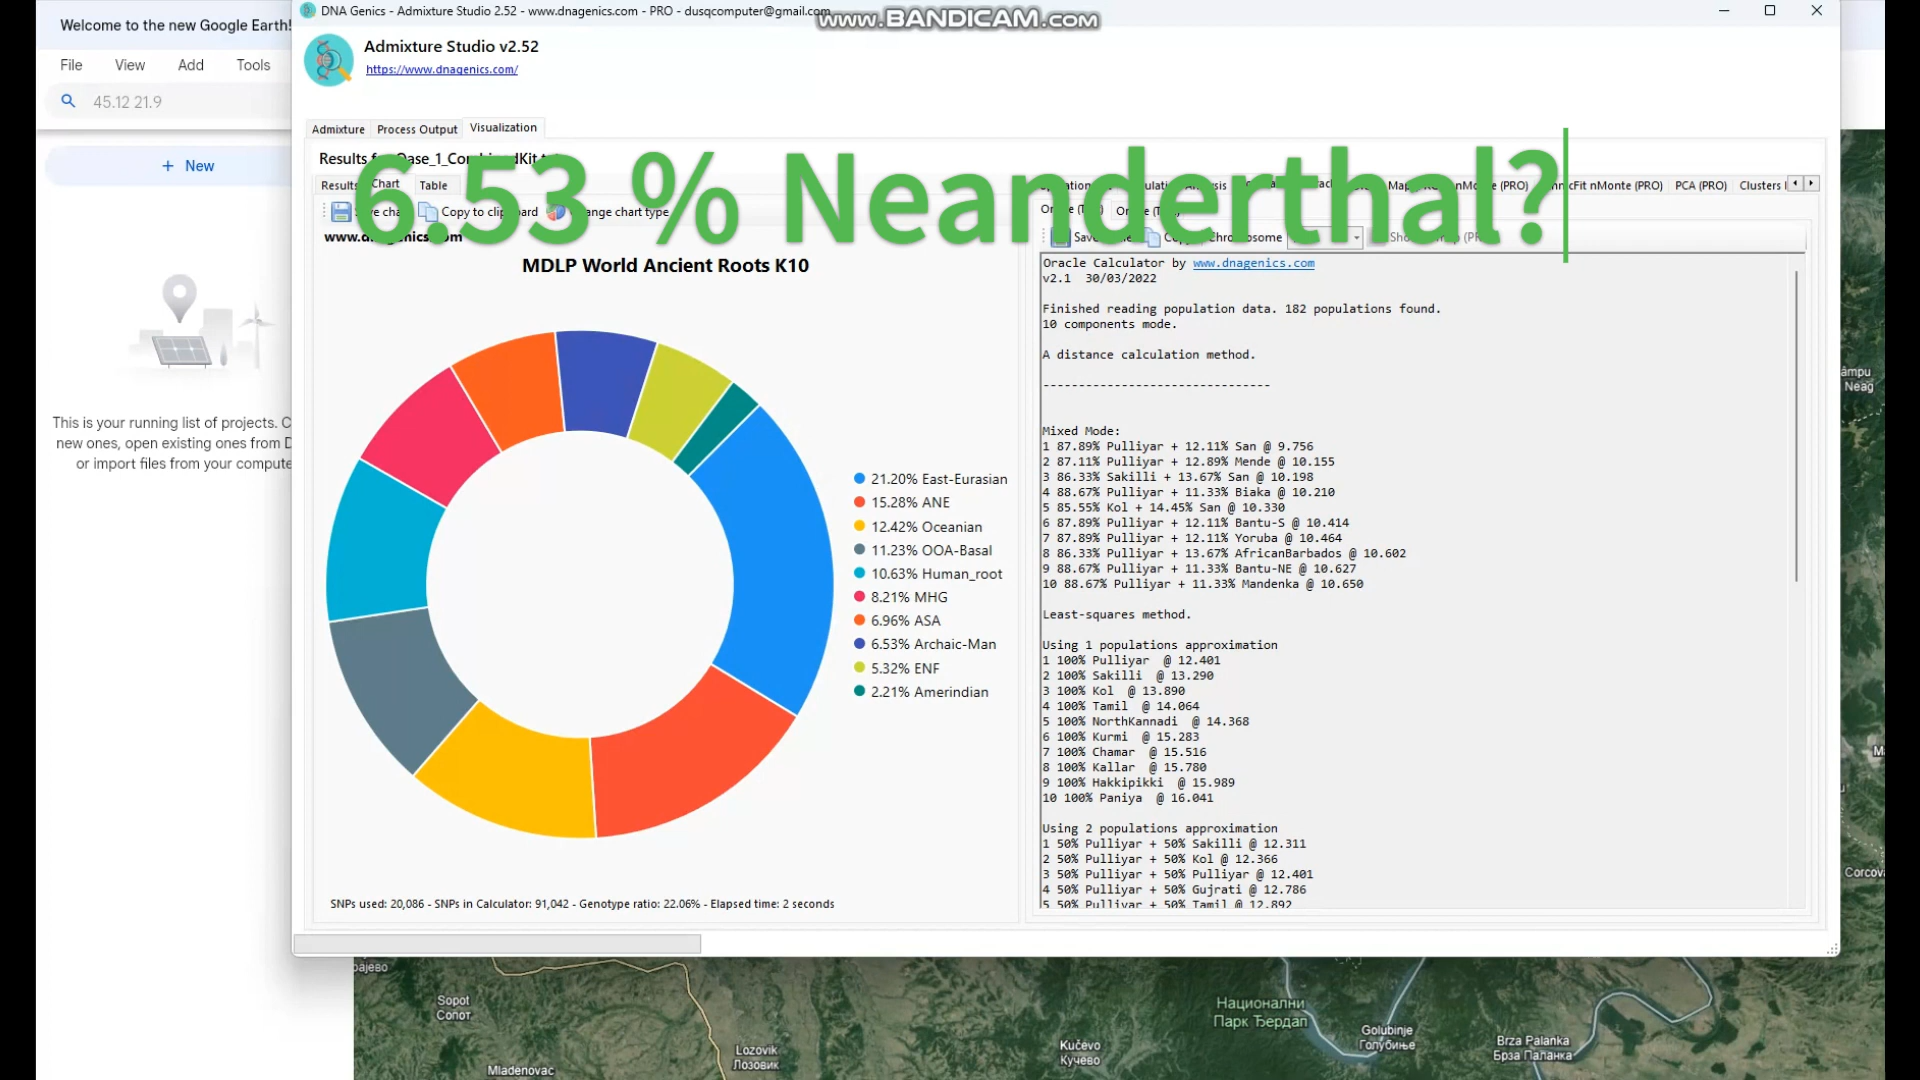 Welcome to the new Google Earth!
DNA Genics - Admixture Studio 2.52 - www.dnagenics.com - PRO - dusqcomputer@gmail.com
www.BANDICAM.com
File View Add Tools
Admixture Studio v2.52
https://www.dnagenics.com/
45.12 21.9
Admixture Process Output Visualization
+ New
6.53 % Neanderthal?
Results Chart Table
(PRO) nMonte (PRO) PCA (PRO) Clusters
Copy to Change chart type
MDLP World Ancient Roots K10
21.20% East-Eurasian
15.28% ANE
12.42% Oceanian
11.23% OOA-Basal
10.63% Human_root
8.21% MHG
6.96% ASA
6.53% Archaic-Man
5.32% ENF
2.21% Amerindian
SNPs used: 20,086 - SNPs in Calculator: 91,042 - Genotype ratio: 22.06% - Elapsed time: 2 seconds
This is your running list of projects. C
new ones, open existing ones from D
or import files from your compute
Oracle Calculator by www.dnagenics.com
v2.1 30/03/2022
Finished reading population data. 182 populations found.
10 components mode.
A distance calculation method.
-------------------------------
Mixed Mode:
1 87.89% Pulliyar + 12.11% San @ 9.756
2 87.11% Pulliyar + 12.89% Mende @ 10.155
3 86.33% Sakilli + 13.67% San @ 10.198
4 88.67% Pulliyar + 11.33% Biaka @ 10.210
5 85.55% Kol + 14.45% San @ 10.330
6 87.89% Pulliyar + 12.11% Bantu-S @ 10.414
7 87.89% Pulliyar + 12.11% Yoruba @ 10.464
8 86.33% Pulliyar + 13.67% AfricanBarbados @ 10.602
9 88.67% Pulliyar + 11.33% Bantu-NE @ 10.627
10 88.67% Pulliyar + 11.33% Mandenka @ 10.650
Least-squares method.
Using 1 populations approximation
1 100% Pulliyar @ 12.401
2 100% Sakilli @ 13.290
3 100% Kol @ 13.890
4 100% Tamil @ 14.064
5 100% NorthKannadi @ 14.368
6 100% Kurmi @ 15.283
7 100% Chamar @ 15.516
8 100% Kallar @ 15.780
9 100% Hakkipikki @ 15.989
10 100% Paniya @ 16.041
Using 2 populations approximation
1 50% Pulliyar + 50% Sakilli @ 12.311
2 50% Pulliyar + 50% Kol @ 12.366
3 50% Pulliyar + 50% Pulliyar @ 12.401
4 50% Pulliyar + 50% Gujrati @ 12.786
5 50% Pulliyar + 50% Tamil @ 12.892
âmpu
Neag
Corcov
рајево
Sopot
Сопот
Lozovik
Лозовик
Mladenovac
Kučevo
Кучево
Национални
Парк Ђердап
Golubinje
Голубиње
Brza Palanka
Брза Паланка